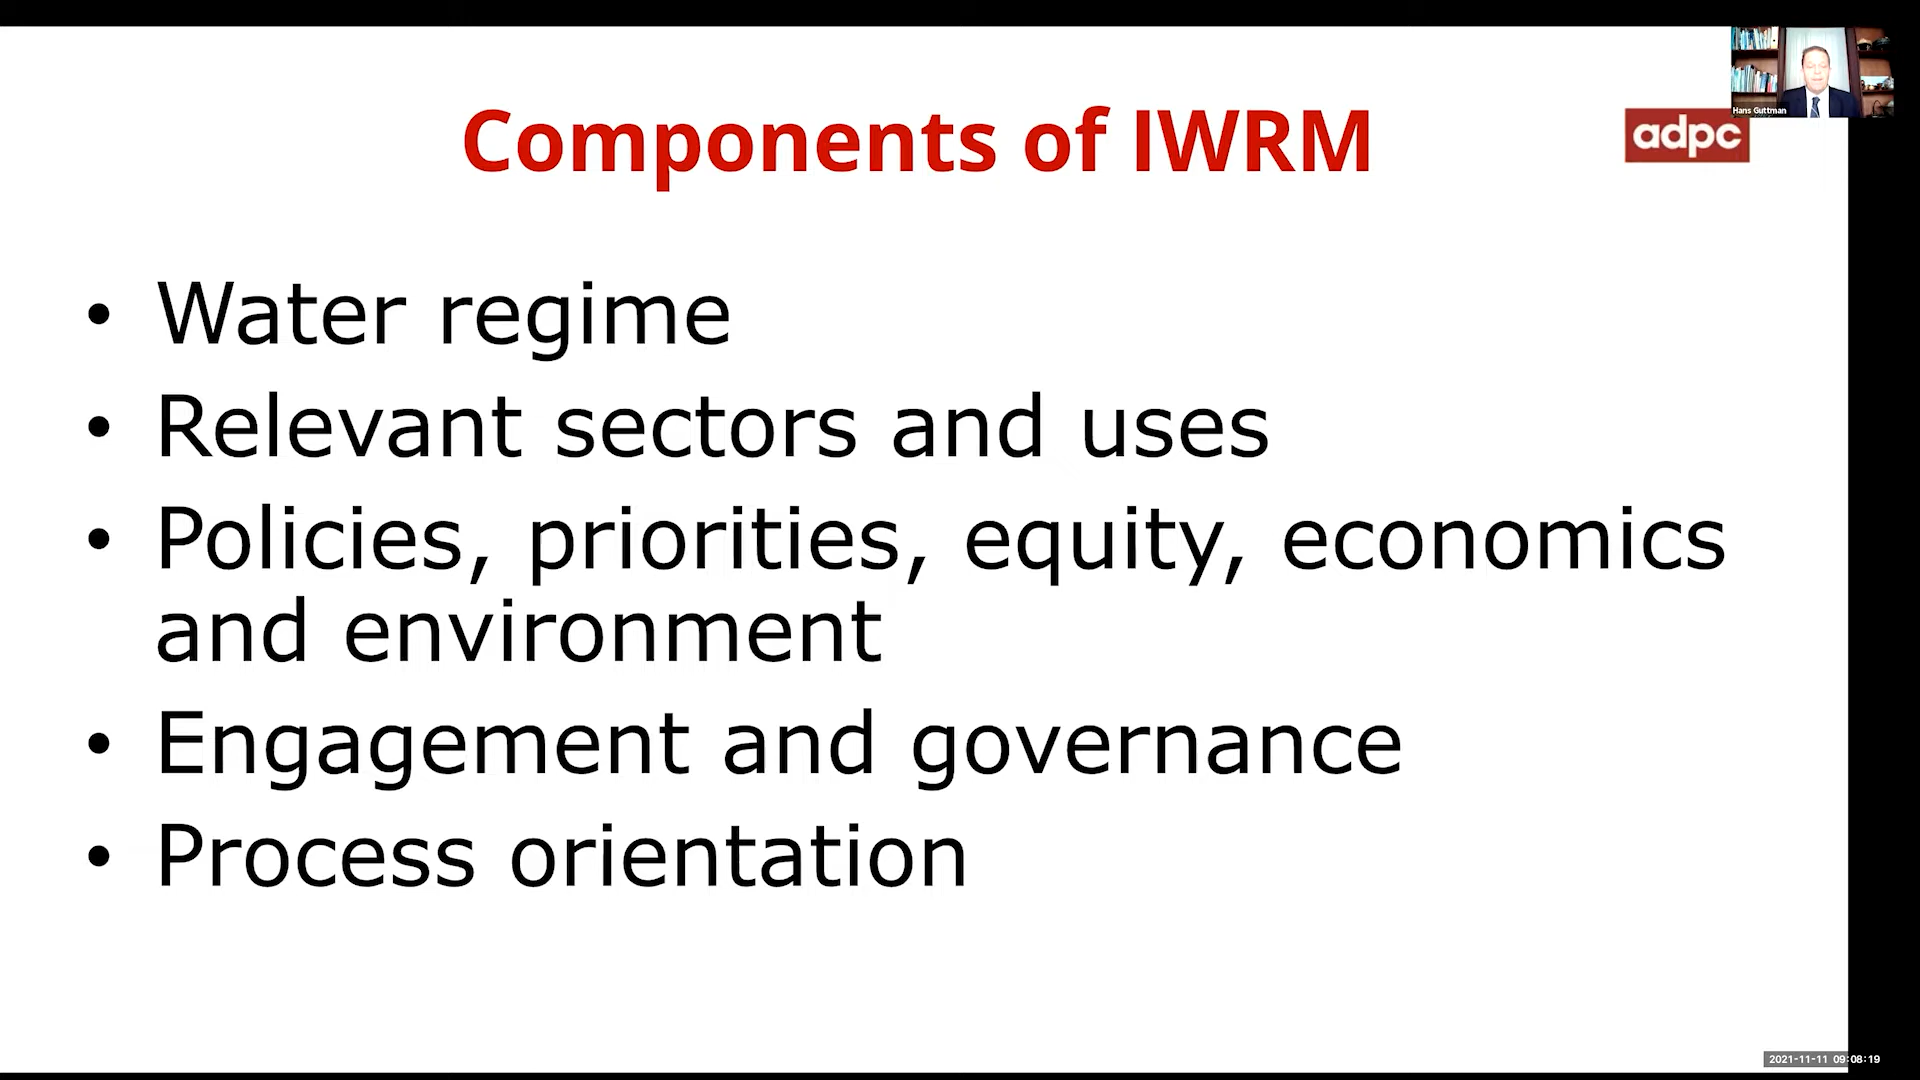 Components of IWRM
adpc
Hans Guttman
• Water regime
• Relevant sectors and uses
• Policies, priorities, equity, economics
and environment
• Engagement and governance
• Process orientation
2021-11-11 09:08:19